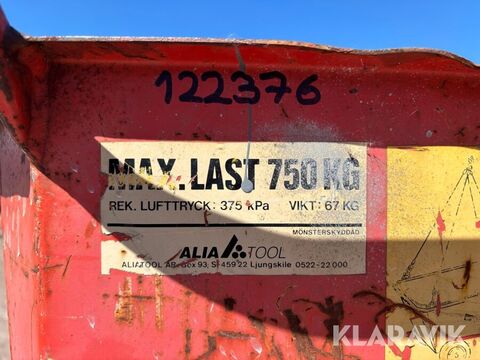 122376
MAX. LAST 750 KG
REK. LUFTTRYCK: 375 kPa VIKT: 67 KG
MÖNSTERSKYDDAD
ALIA TOOL
ALIATOOL AB. Box 93, S-459 22 Ljungskile 0522-22 000
KLARAVIK